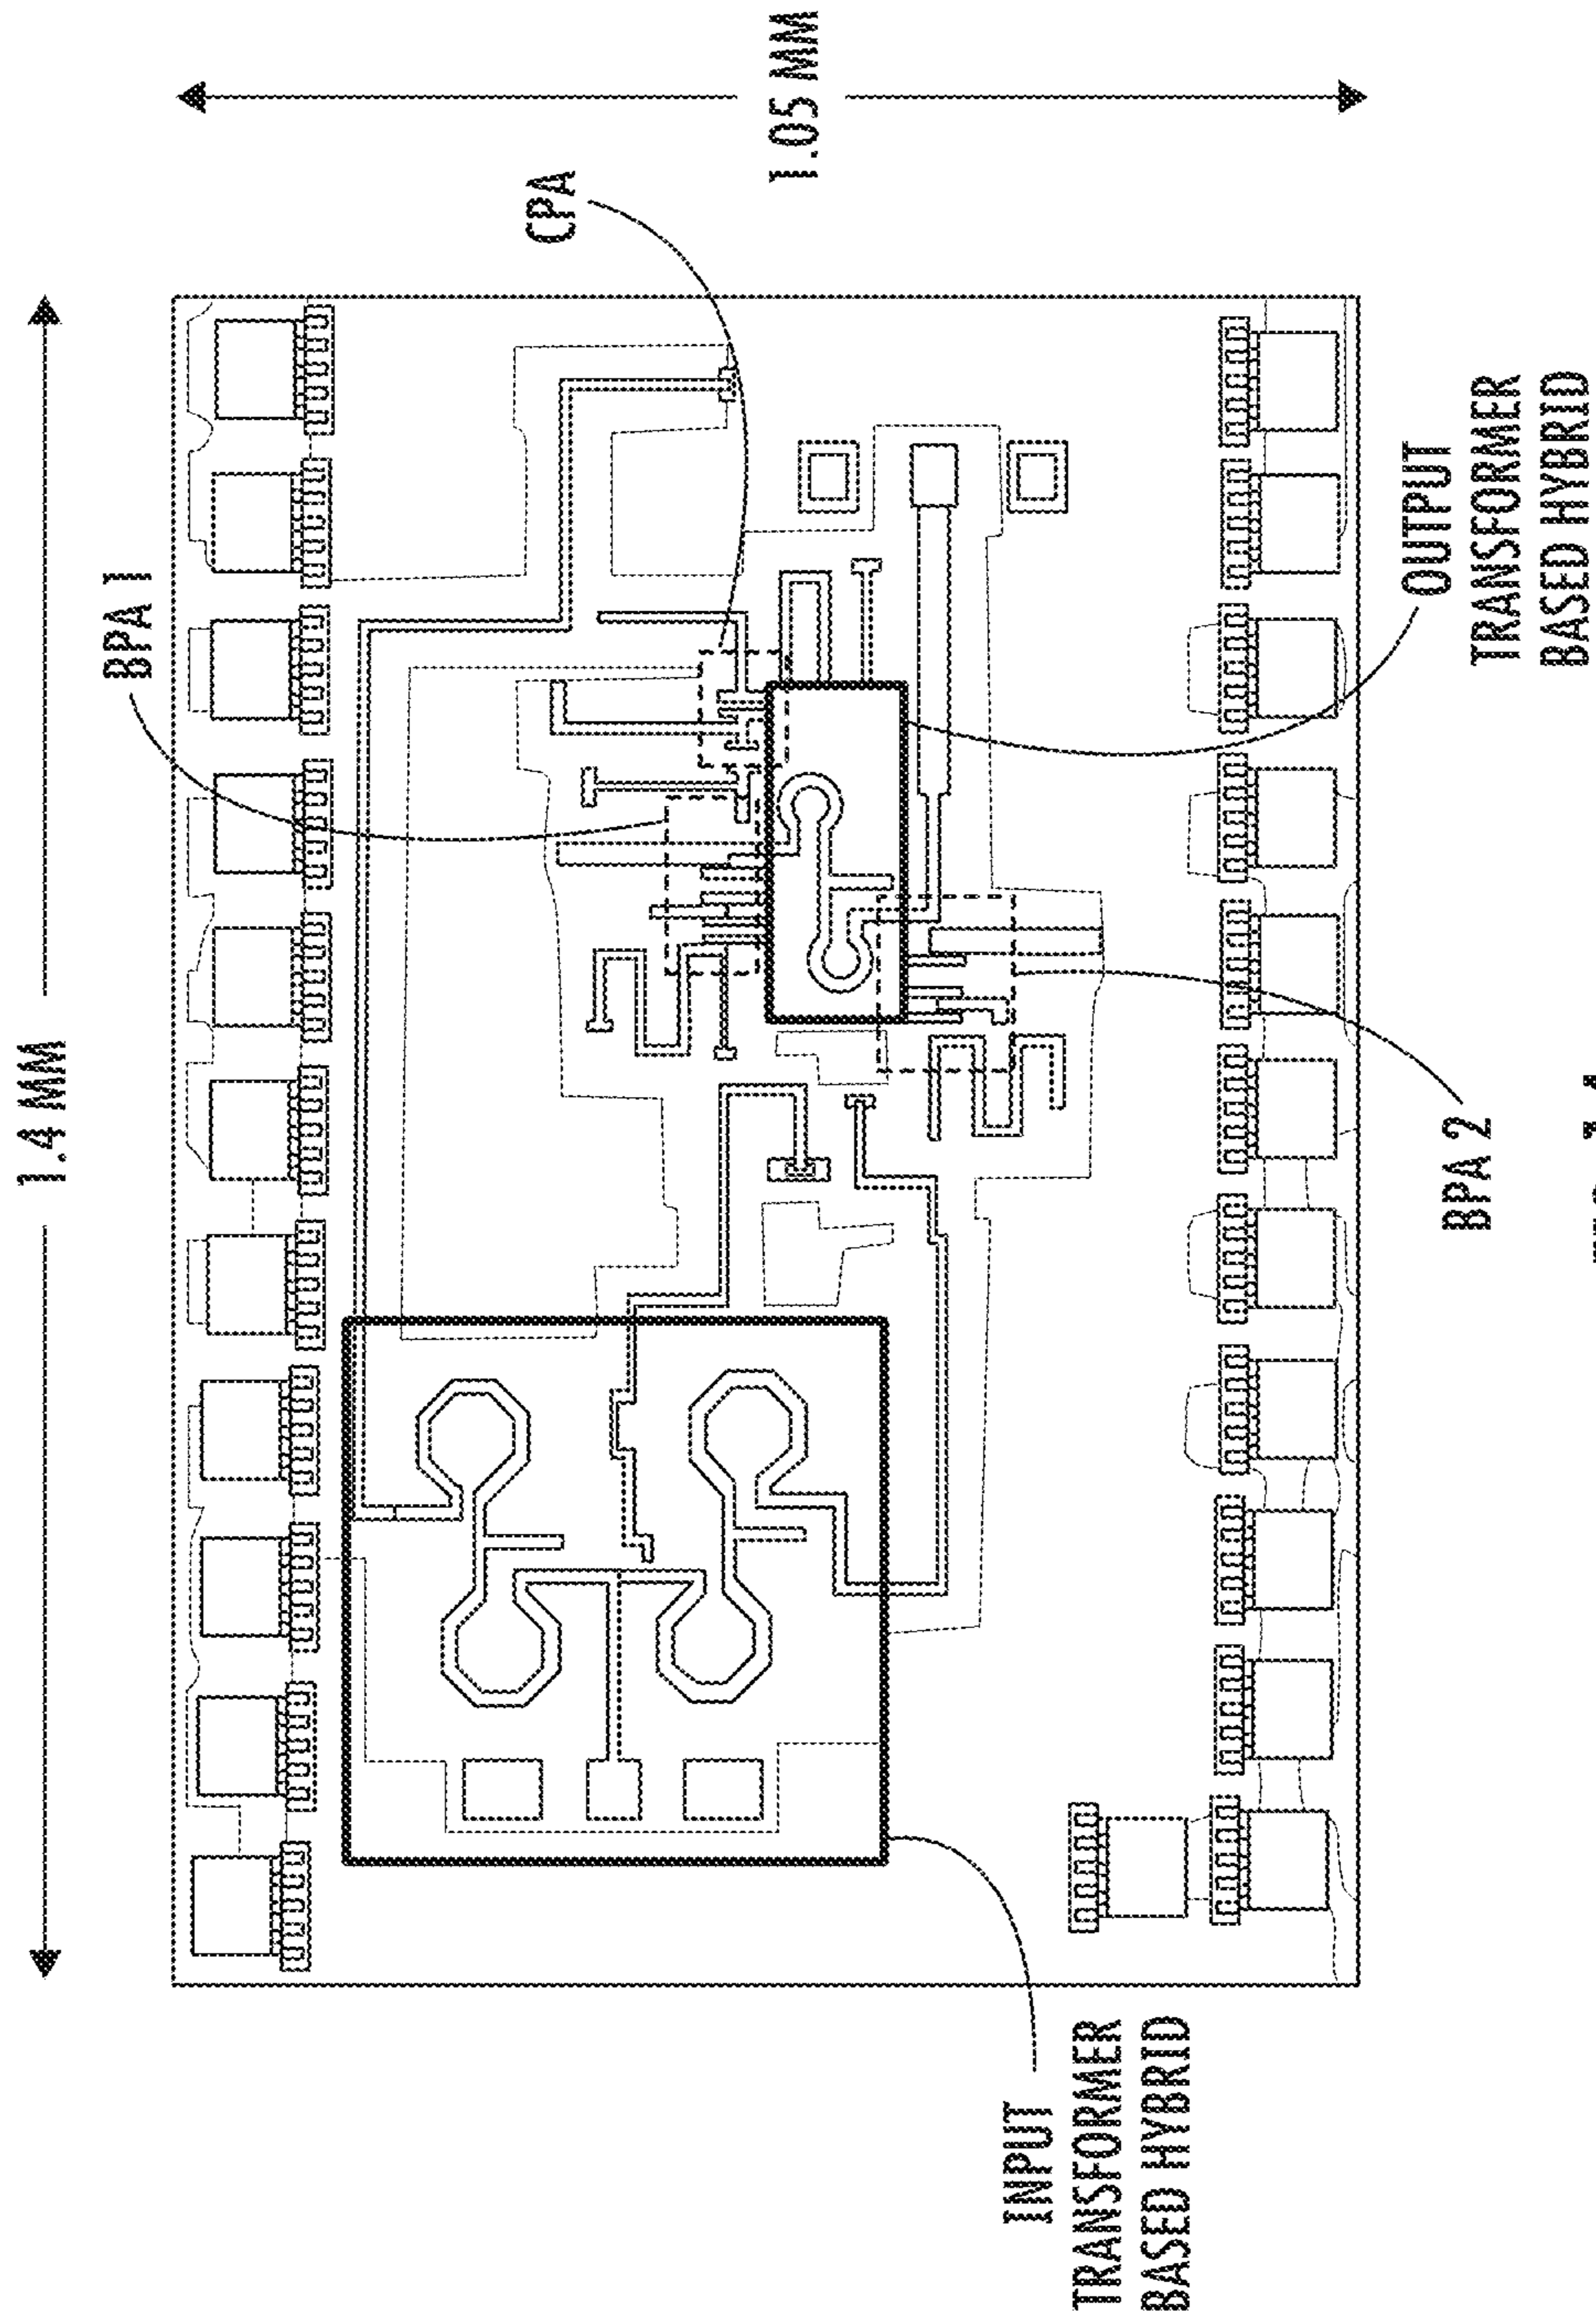 1.4 MM
1.05 MM
BPA 1
CPA
INPUT
TRANSFORMER
BASED HYBRID
BPA 2
OUTPUT
TRANSFORMER
BASED HYBRID